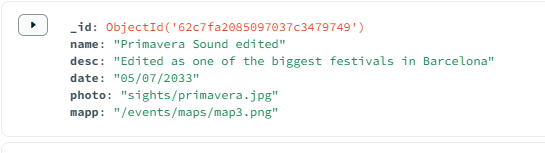 _id: ObjectId('62c7fa2085097037c3479749')
name: "Primavera Sound edited"
desc: "Edited as one of the biggest festivals in Barcelona"
date: "05/07/2033"
photo: "sights/primavera.jpg"
mapp: "/events/maps/map3.png"